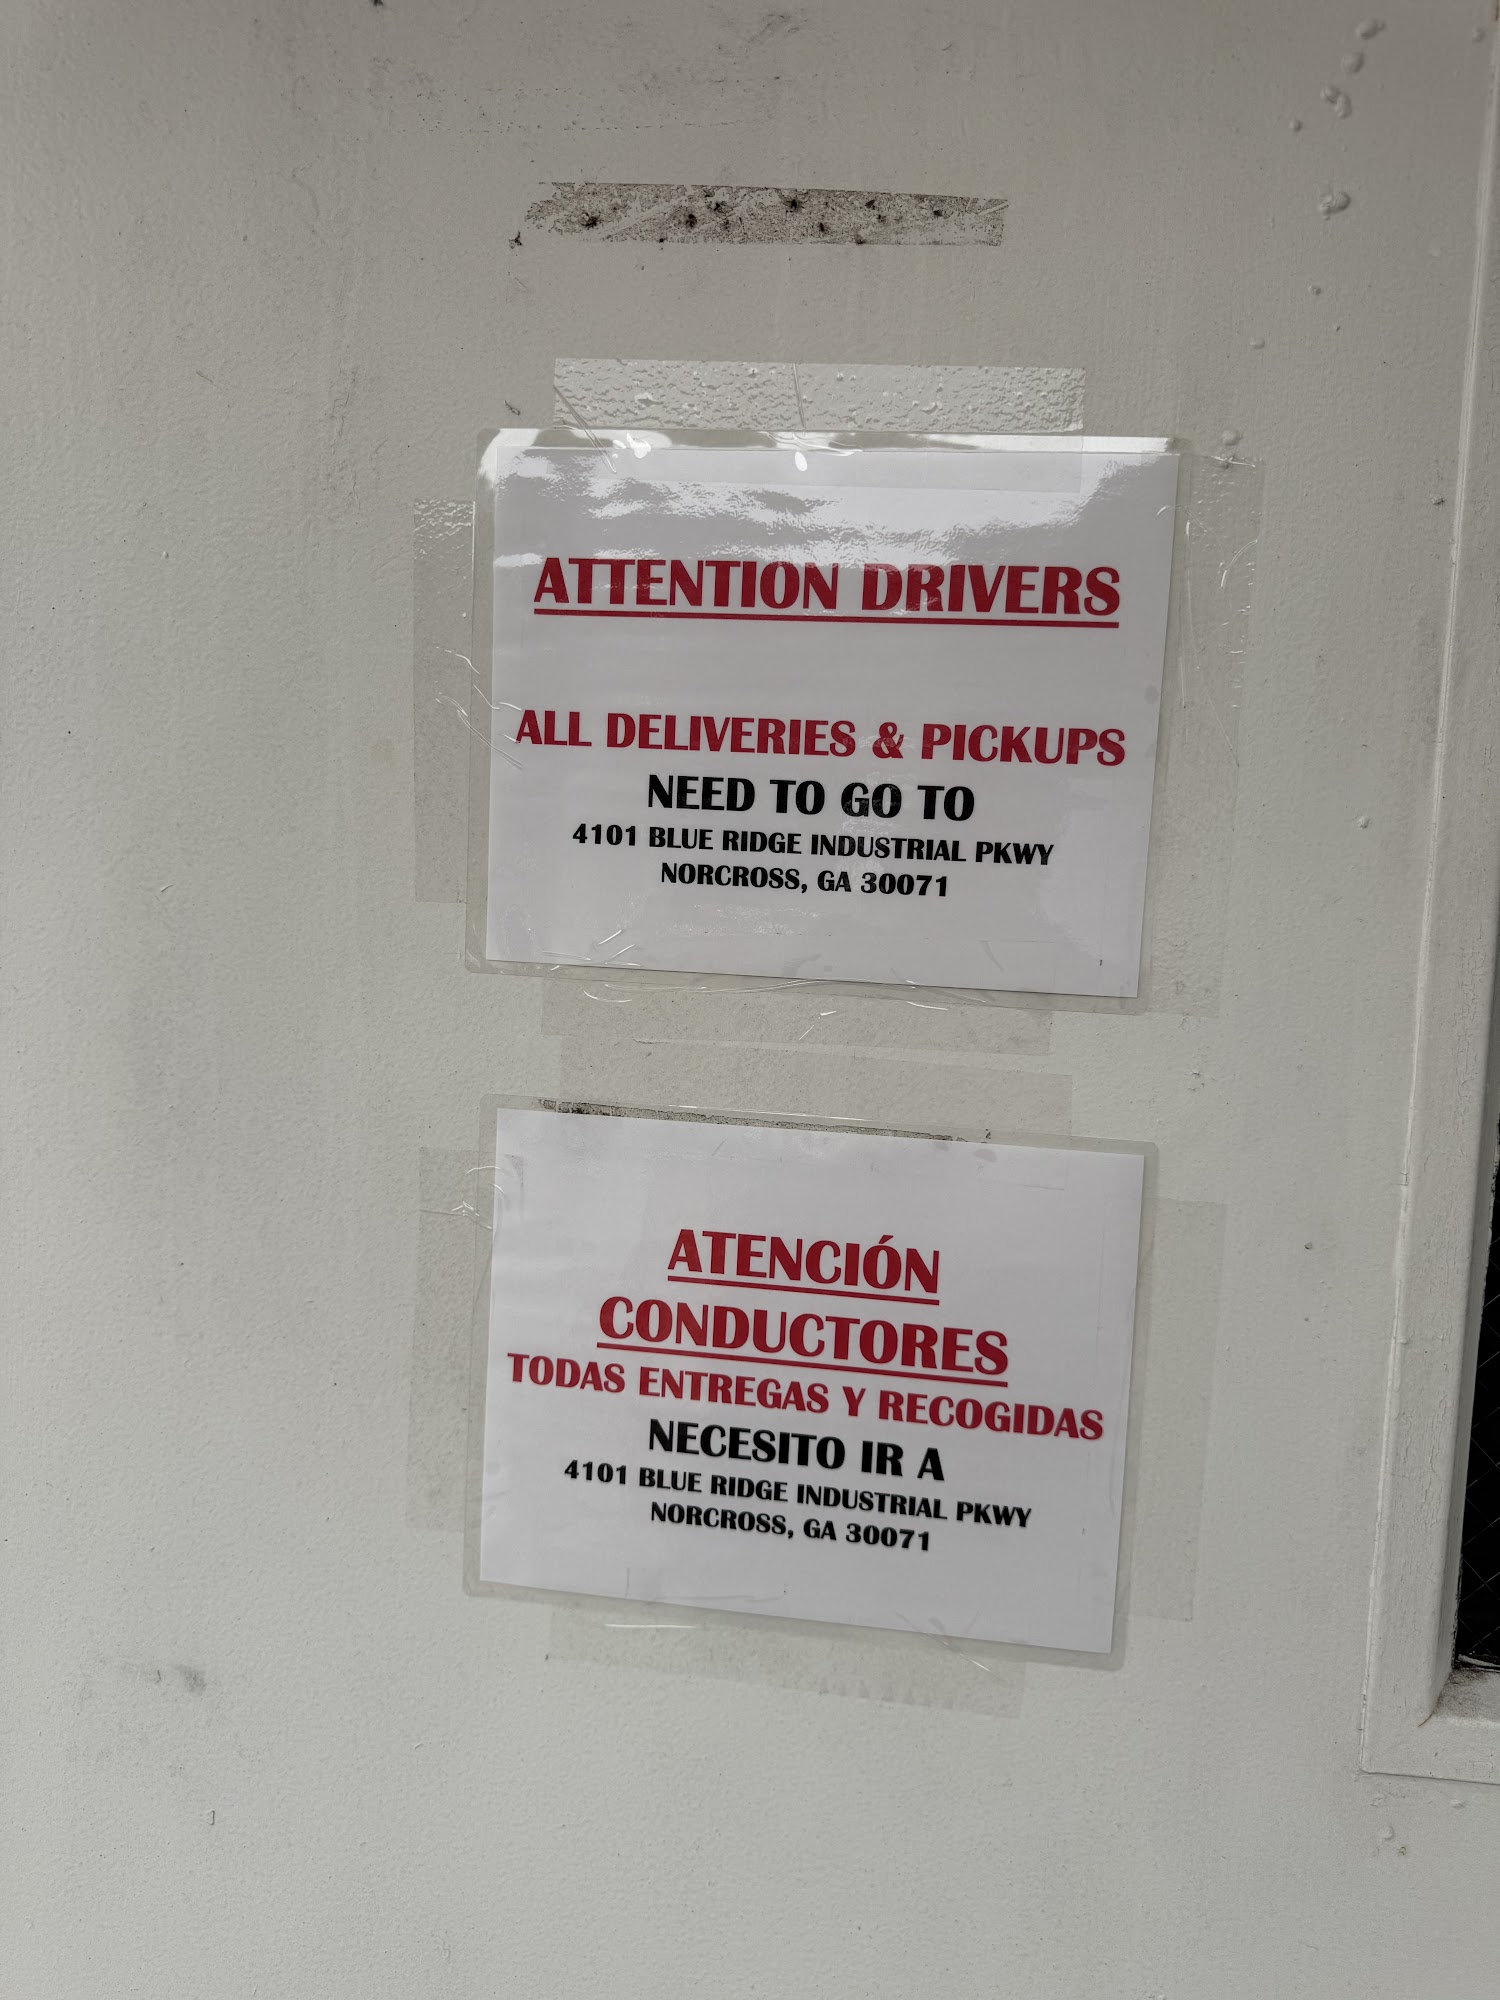 ATTENTION DRIVERS
ALL DELIVERIES & PICKUPS
NEED TO GO TO
4101 BLUE RIDGE INDUSTRIAL PKWY
NORCROSS, GA 30071
ATENCIÓN
CONDUCTORES
TODAS ENTREGAS Y RECOGIDAS
NECESITO IR A
4101 BLUE RIDGE INDUSTRIAL PKWY
NORCROSS, GA 30071